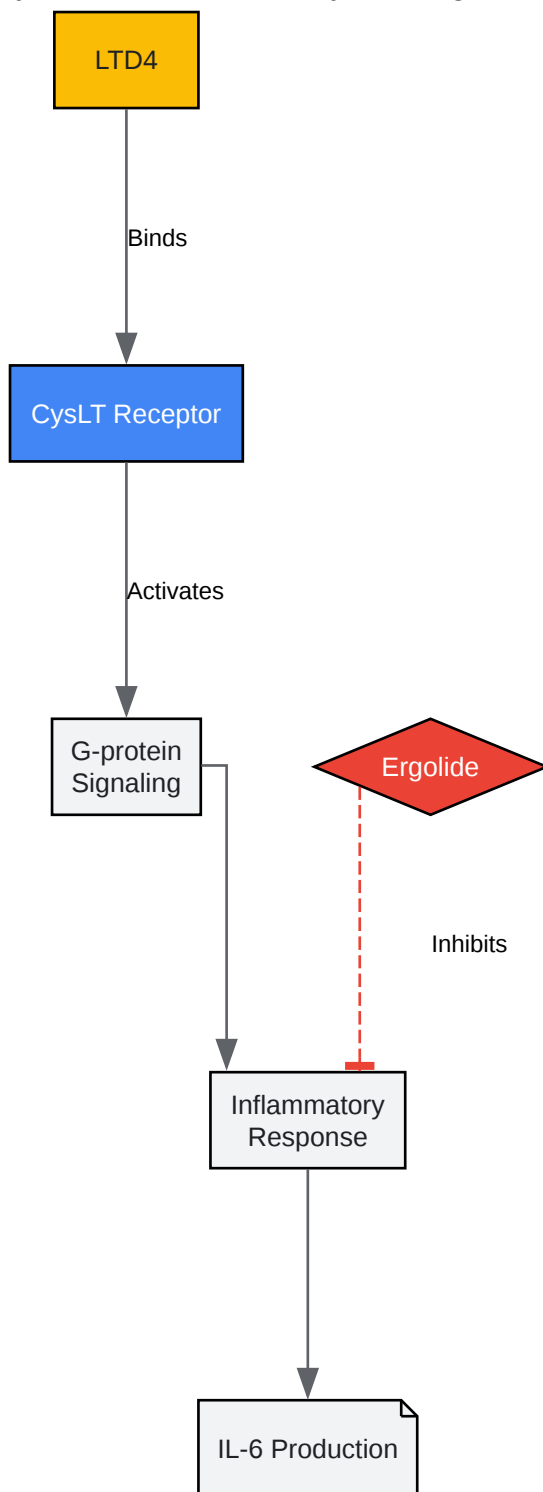 LTD4
Binds
CysLT Receptor
Activates
G-protein
Signaling
Ergolide
Inhibits
Inflammatory
Response
IL-6 Production